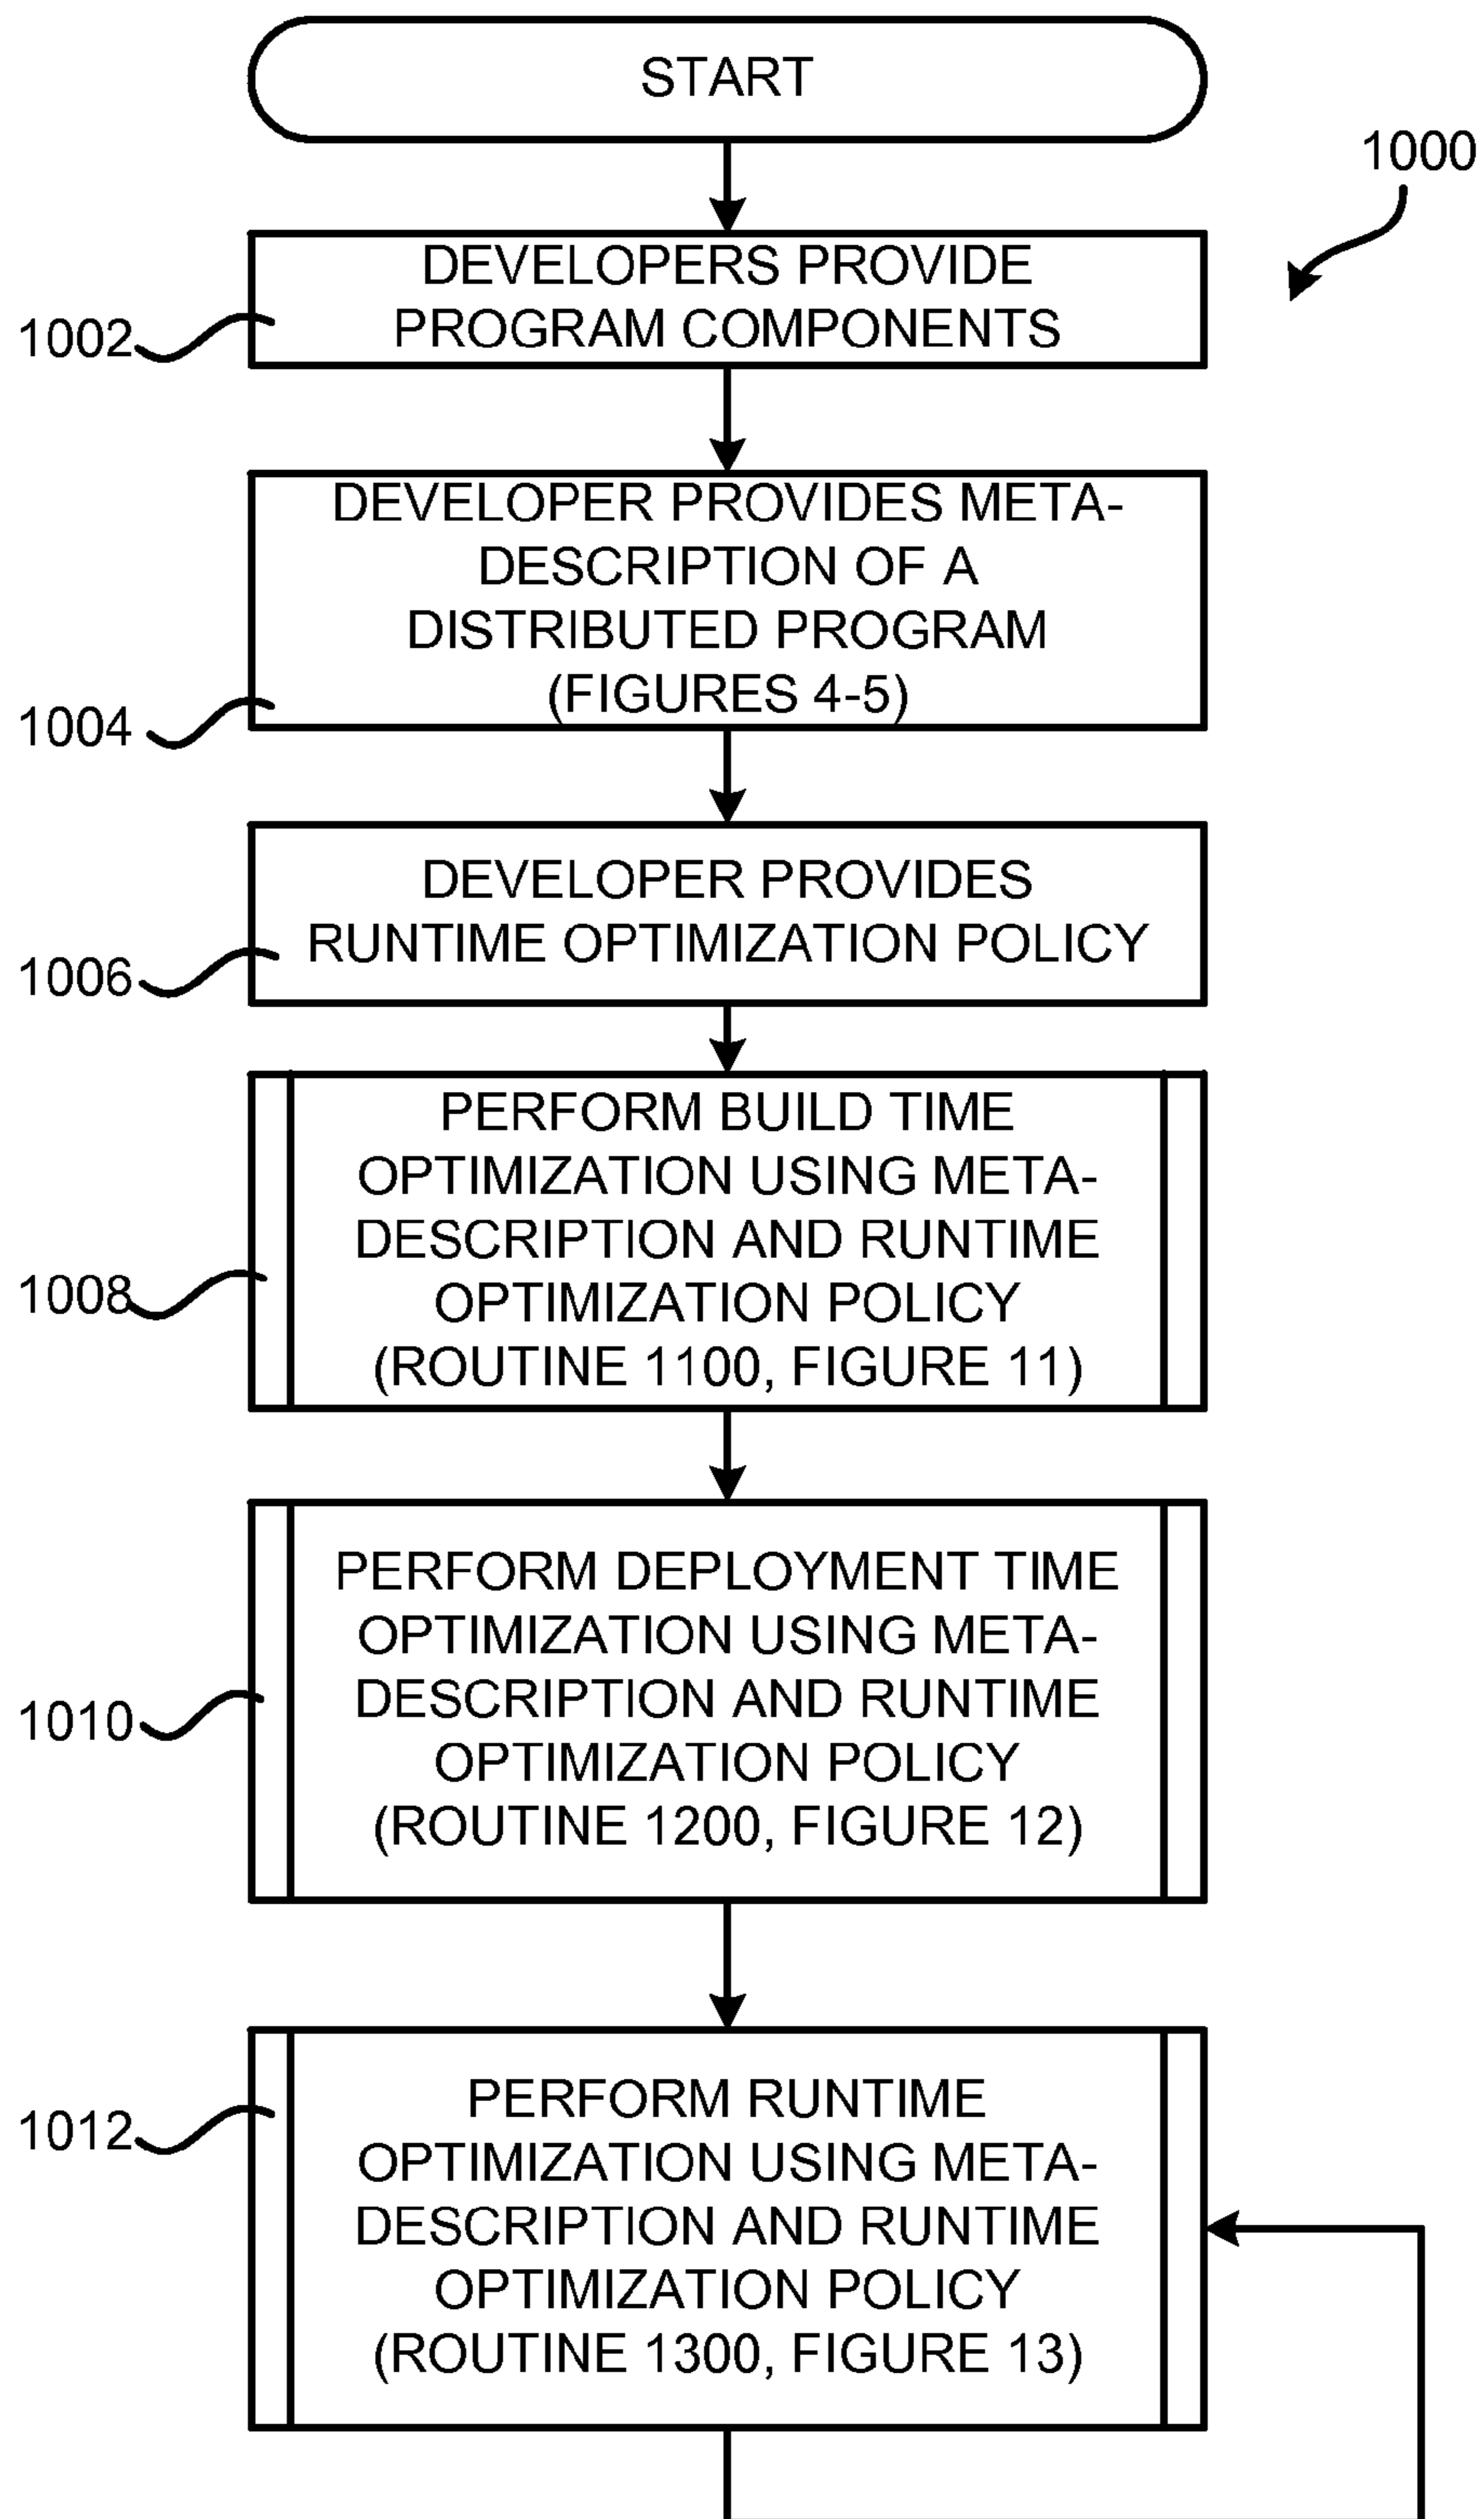 START
1000
DEVELOPERS PROVIDE
PROGRAM COMPONENTS
1002
DEVELOPER PROVIDES META-
DESCRIPTION OF A
DISTRIBUTED PROGRAM
(FIGURES 4-5)
1004
DEVELOPER PROVIDES
RUNTIME OPTIMIZATION POLICY
1006
PERFORM BUILD TIME
OPTIMIZATION USING META-
DESCRIPTION AND RUNTIME
OPTIMIZATION POLICY
(ROUTINE 1100, FIGURE 11)
1008
PERFORM DEPLOYMENT TIME
OPTIMIZATION USING META-
DESCRIPTION AND RUNTIME
OPTIMIZATION POLICY
(ROUTINE 1200, FIGURE 12)
1010
PERFORM RUNTIME
OPTIMIZATION USING META-
DESCRIPTION AND RUNTIME
OPTIMIZATION POLICY
(ROUTINE 1300, FIGURE 13)
1012